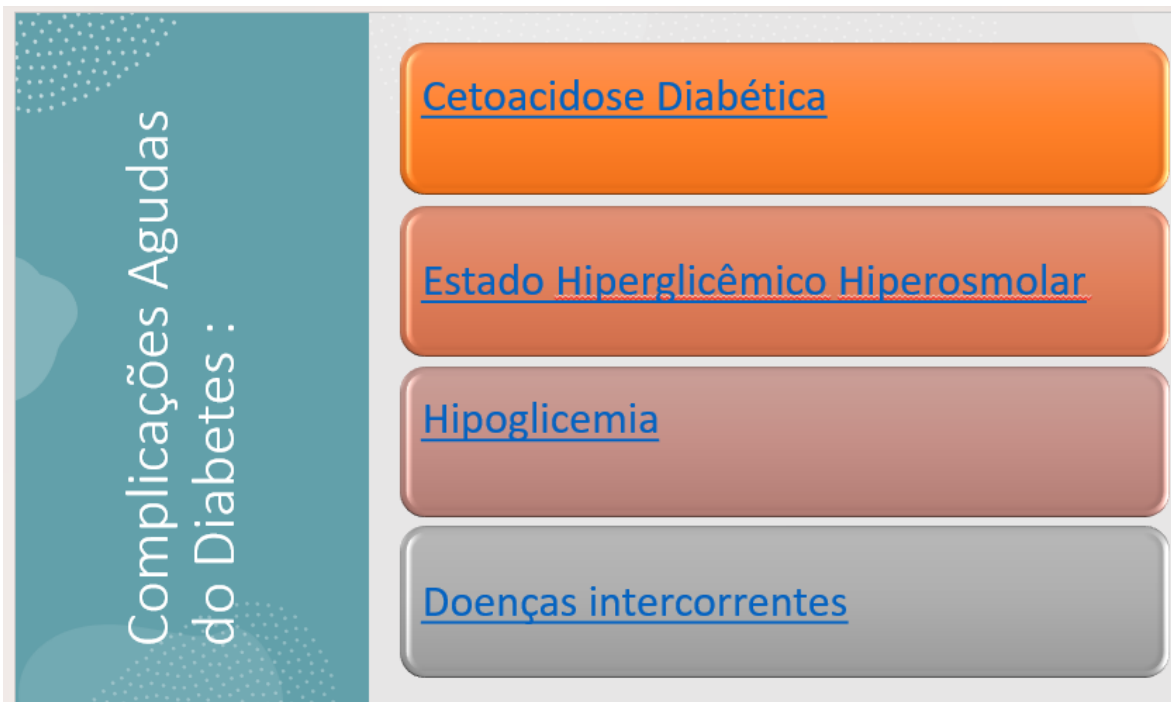 Complicações Agudas
do Diabetes :
Cetoacidose Diabética
Estado Hiperglicêmico Hiperosmolar
Hipoglicemia
Doenças intercorrentes